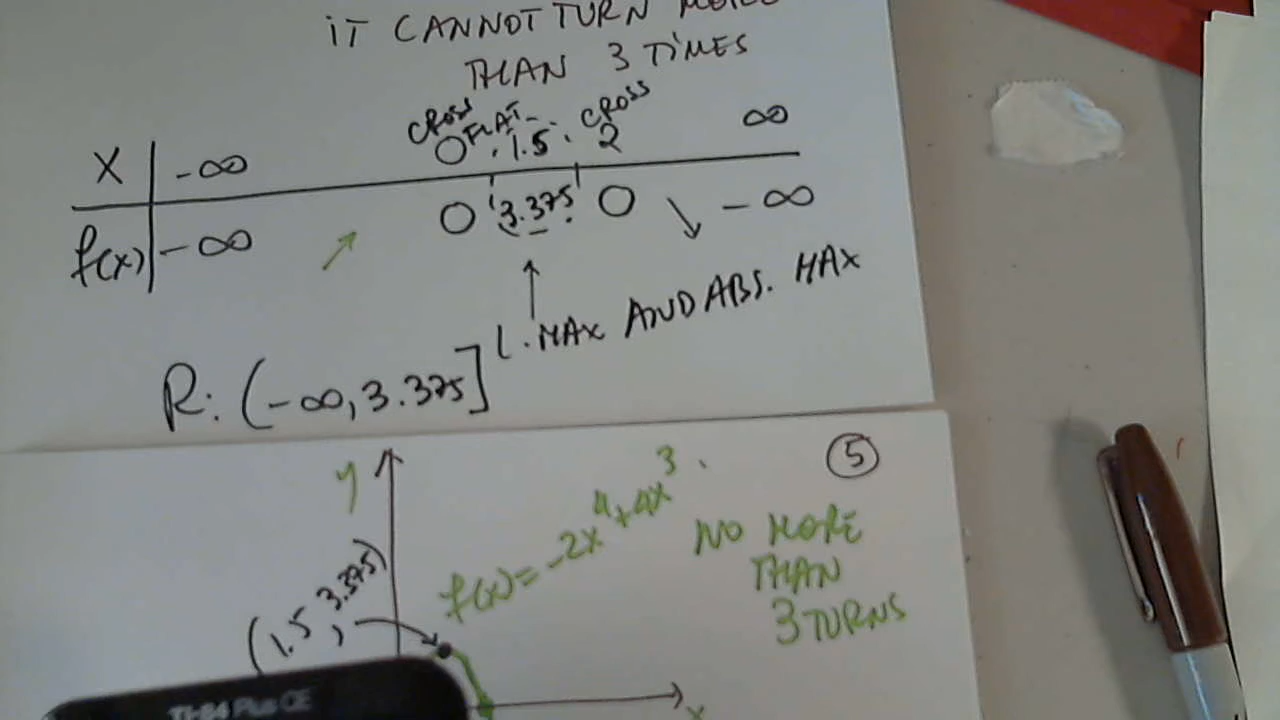 IT CANNOT TURN MORE
THAN 3 TIMES
CROSS FLAT CROSS
X -∞ 0 1.5 2 ∞
f(x) -∞ ↗ 0 3.375 0 ↘ -∞
↑
L. MAX AND ABS. MAX
R: (-∞, 3.375]
5
y
f(x) = -2x⁴+4x³
NO MORE
THAN
3 TURNS
(1.5, 3.375)
TI-84 Plus CE
x